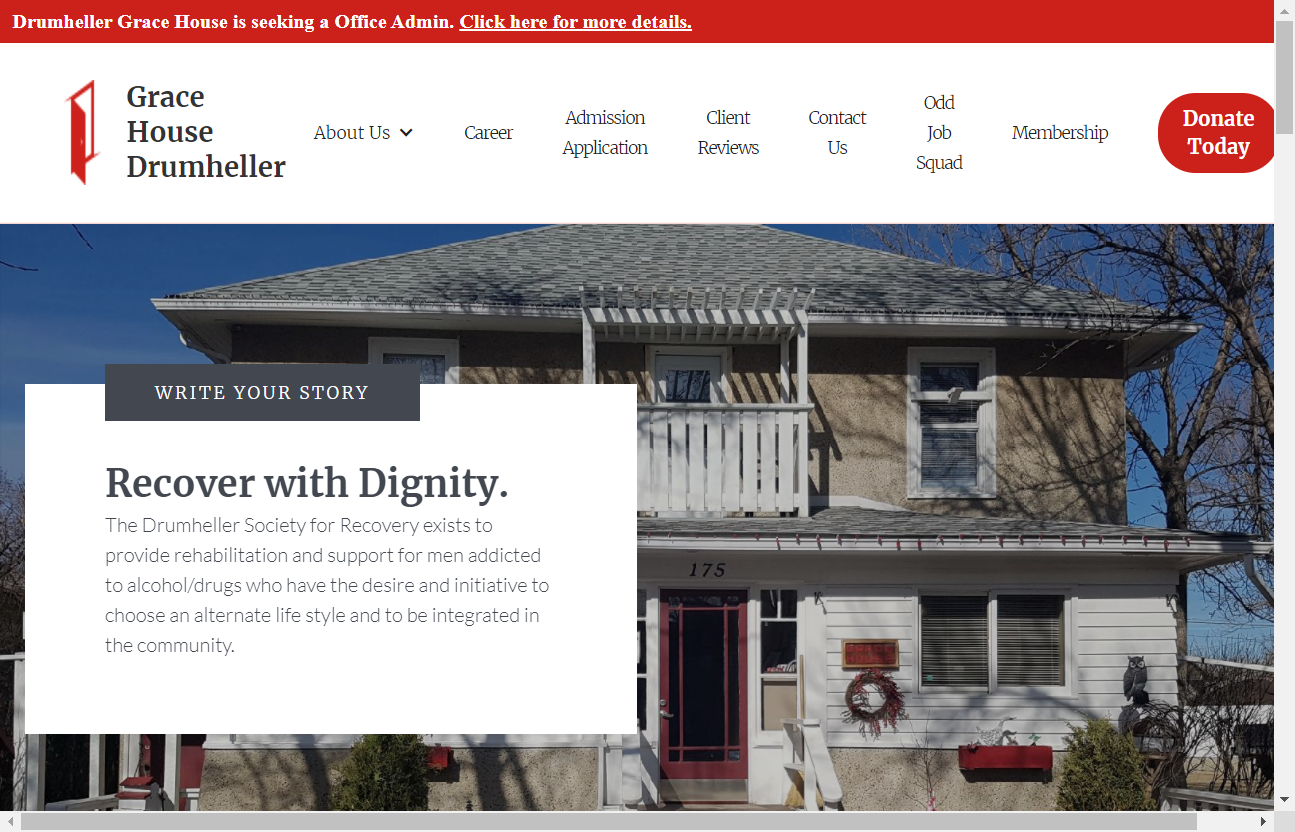 Drumheller Grace House is seeking a Office Admin. Click here for more details.
Grace
House
Drumheller
About Us
Career
Admission
Application
Client
Reviews
Contact
Us
Odd
Job
Squad
Membership
Donate
Today
WRITE YOUR STORY
Recover with Dignity.
The Drumheller Society for Recovery exists to
provide rehabilitation and support for men addicted
to alcohol/drugs who have the desire and initiative to
choose an alternate life style and to be integrated in
the community.
175